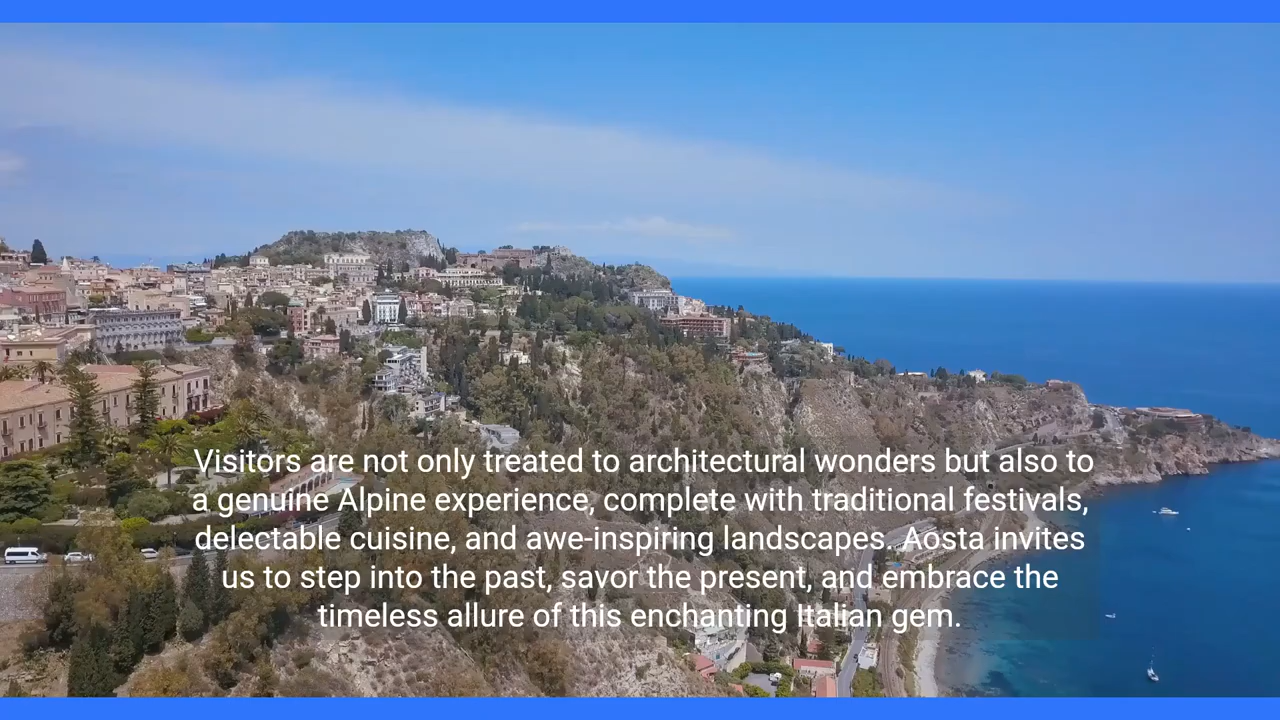 Visitors are not only treated to architectural wonders but also to
a genuine Alpine experience, complete with traditional festivals,
delectable cuisine, and awe-inspiring landscapes. Aosta invites
us to step into the past, savor the present, and embrace the
timeless allure of this enchanting Italian gem.